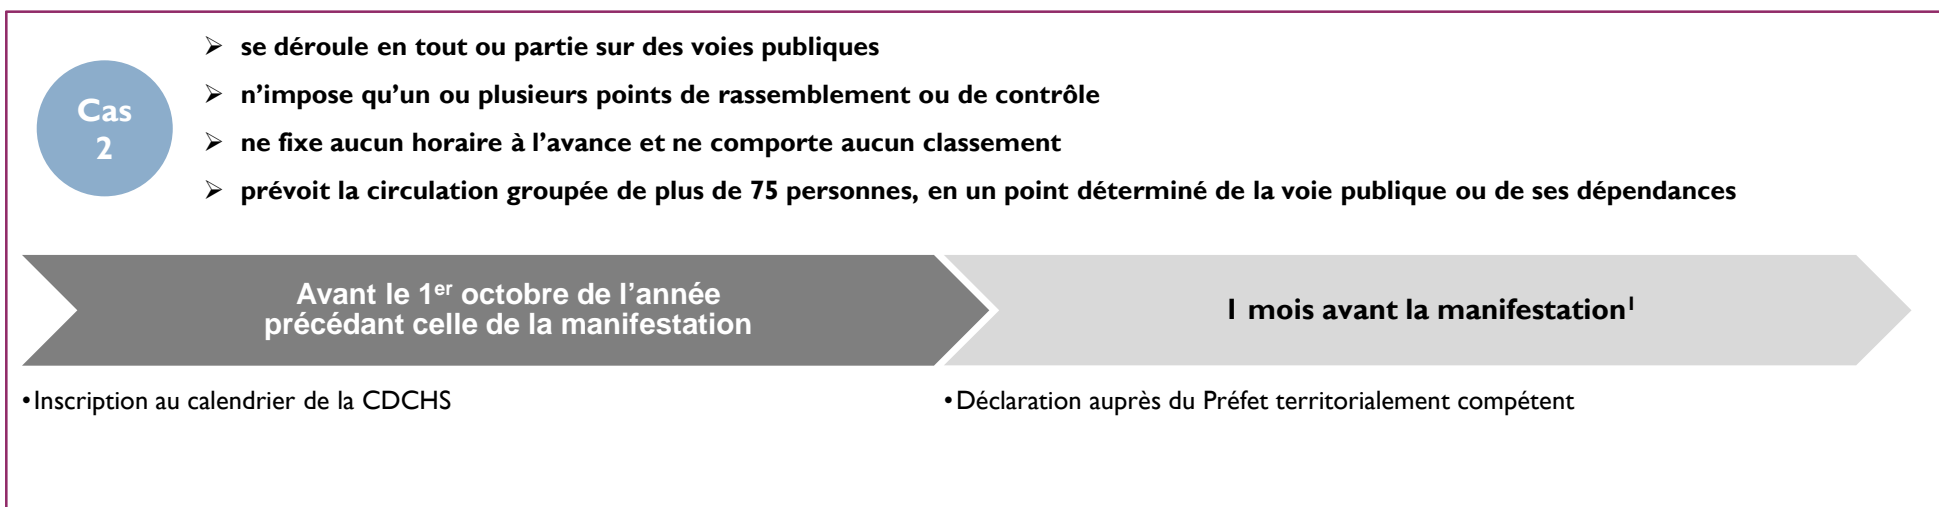 Cas
2
➢ se déroule en tout ou partie sur des voies publiques
➢ n’impose qu’un ou plusieurs points de rassemblement ou de contrôle
➢ ne fixe aucun horaire à l’avance et ne comporte aucun classement
➢ prévoit la circulation groupée de plus de 75 personnes, en un point déterminé de la voie publique ou de ses dépendances
Avant le 1er octobre de l’année
précédant celle de la manifestation
1 mois avant la manifestation1
•Inscription au calendrier de la CDCHS
•Déclaration auprès du Préfet territorialement compétent